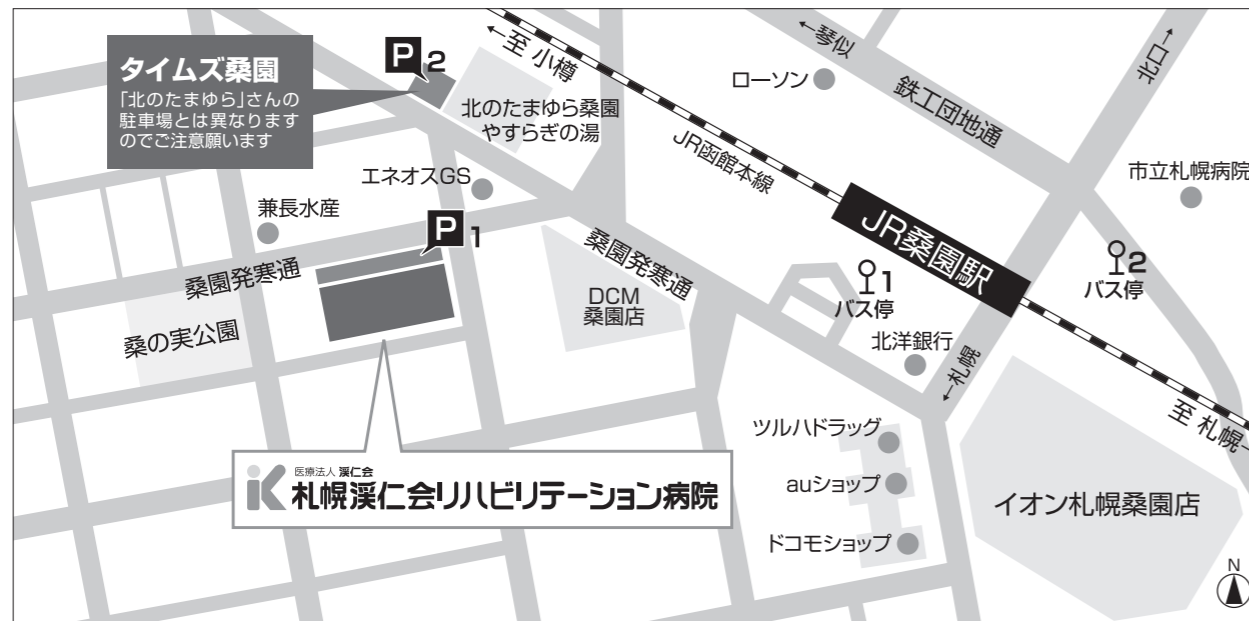 タイムズ桑園
「北のたまゆら」さんの
駐車場とは異なります
のでご注意願います
P2
←至 小樽
北のたまゆら桑園
やすらぎの湯
JR函館本線
←琴似
ローソン
鉄工団地通
北口→
市立札幌病院
エネオスGS
兼長水産
P1
桑園発寒通
桑の実公園
桑園発寒通
DCM
桑園店
JR桑園駅
1
バス停
2
バス停
北洋銀行
←札幌
至 札幌→
ツルハドラッグ
auショップ
ドコモショップ
イオン札幌桑園店
医療法人 渓仁会
札幌渓仁会リハビリテーション病院
N